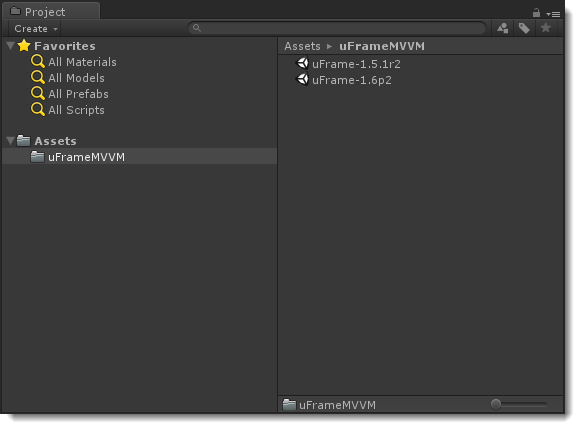 Project
Create
Favorites
All Materials
All Models
All Prefabs
All Scripts
Assets
uFrameMVVM
Assets ▸ uFrameMVVM
uFrame-1.5.1r2
uFrame-1.6p2
uFrameMVVM